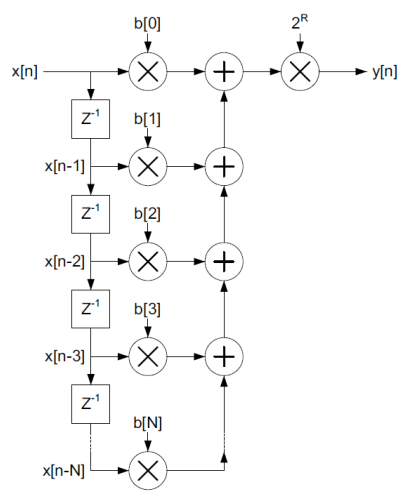 b[0] 2^R
x[n] y[n]
Z^-1
b[1]
x[n-1]
Z^-1
b[2]
x[n-2]
Z^-1
b[3]
x[n-3]
Z^-1
b[N]
x[n-N]